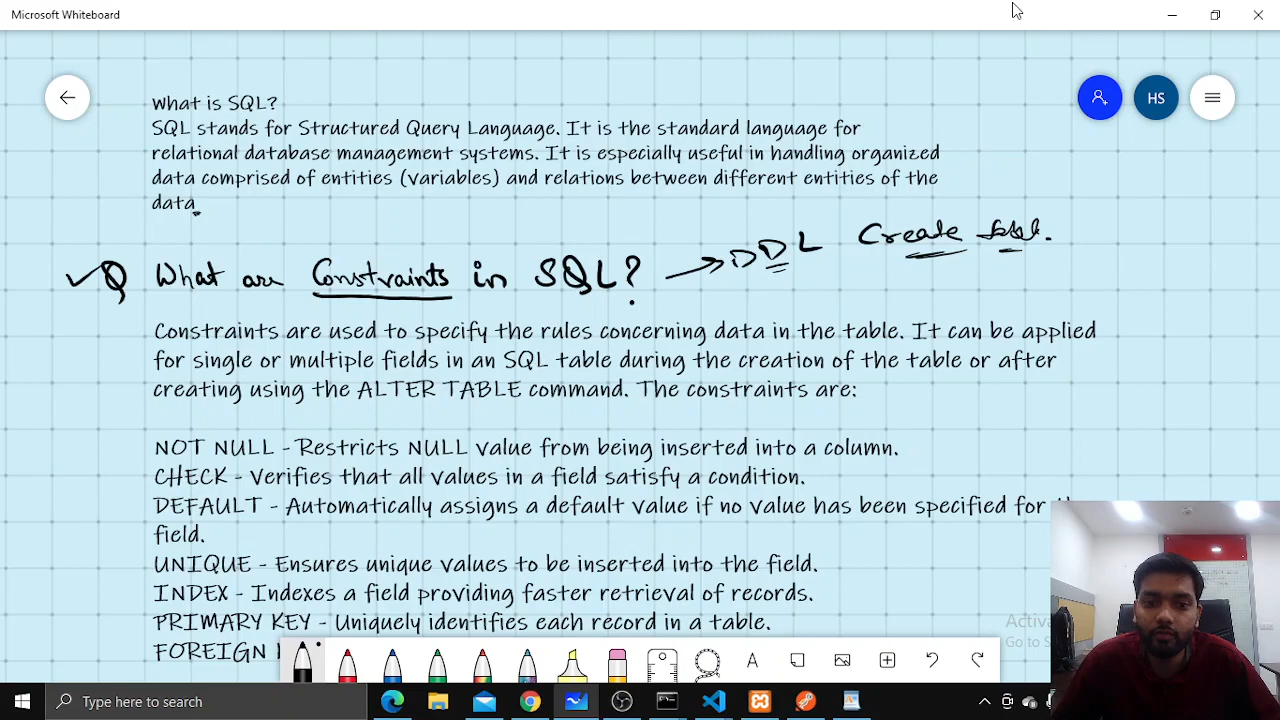 Microsoft Whiteboard
What is SQL?
SQL stands for Structured Query Language. It is the standard language for
relational database management systems. It is especially useful in handling organized
data comprised of entities (variables) and relations between different entities of the
data.
HS
Q What are Constraints in SQL? → DDL Create
Constraints are used to specify the rules concerning data in the table. It can be applied
for single or multiple fields in an SQL table during the creation of the table or after
creating using the ALTER TABLE command. The constraints are:
NOT NULL - Restricts NULL value from being inserted into a column.
CHECK - Verifies that all values in a field satisfy a condition.
DEFAULT - Automatically assigns a default value if no value has been specified for
field.
UNIQUE - Ensures unique values to be inserted into the field.
INDEX - Indexes a field providing faster retrieval of records.
PRIMARY KEY - Uniquely identifies each record in a table.
FOREIGN
Activa
Go to S
A
Type here to search